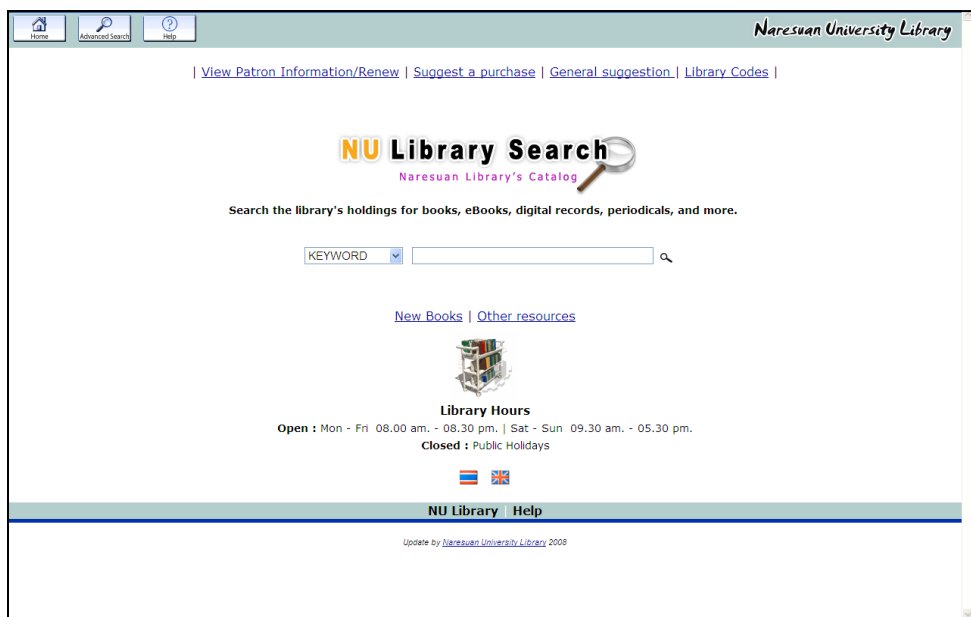 Home Advanced Search Help Naresuan University Library
| View Patron Information/Renew | Suggest a purchase | General suggestion | Library Codes |
NU Library Search
Naresuan Library's Catalog
Search the library's holdings for books, eBooks, digital records, periodicals, and more.
KEYWORD
New Books | Other resources
Library Hours
Open : Mon - Fri 08.00 am. - 08.30 pm. | Sat - Sun 09.30 am. - 05.30 pm.
Closed : Public Holidays
NU Library | Help
Update by Naresuan University Library 2008